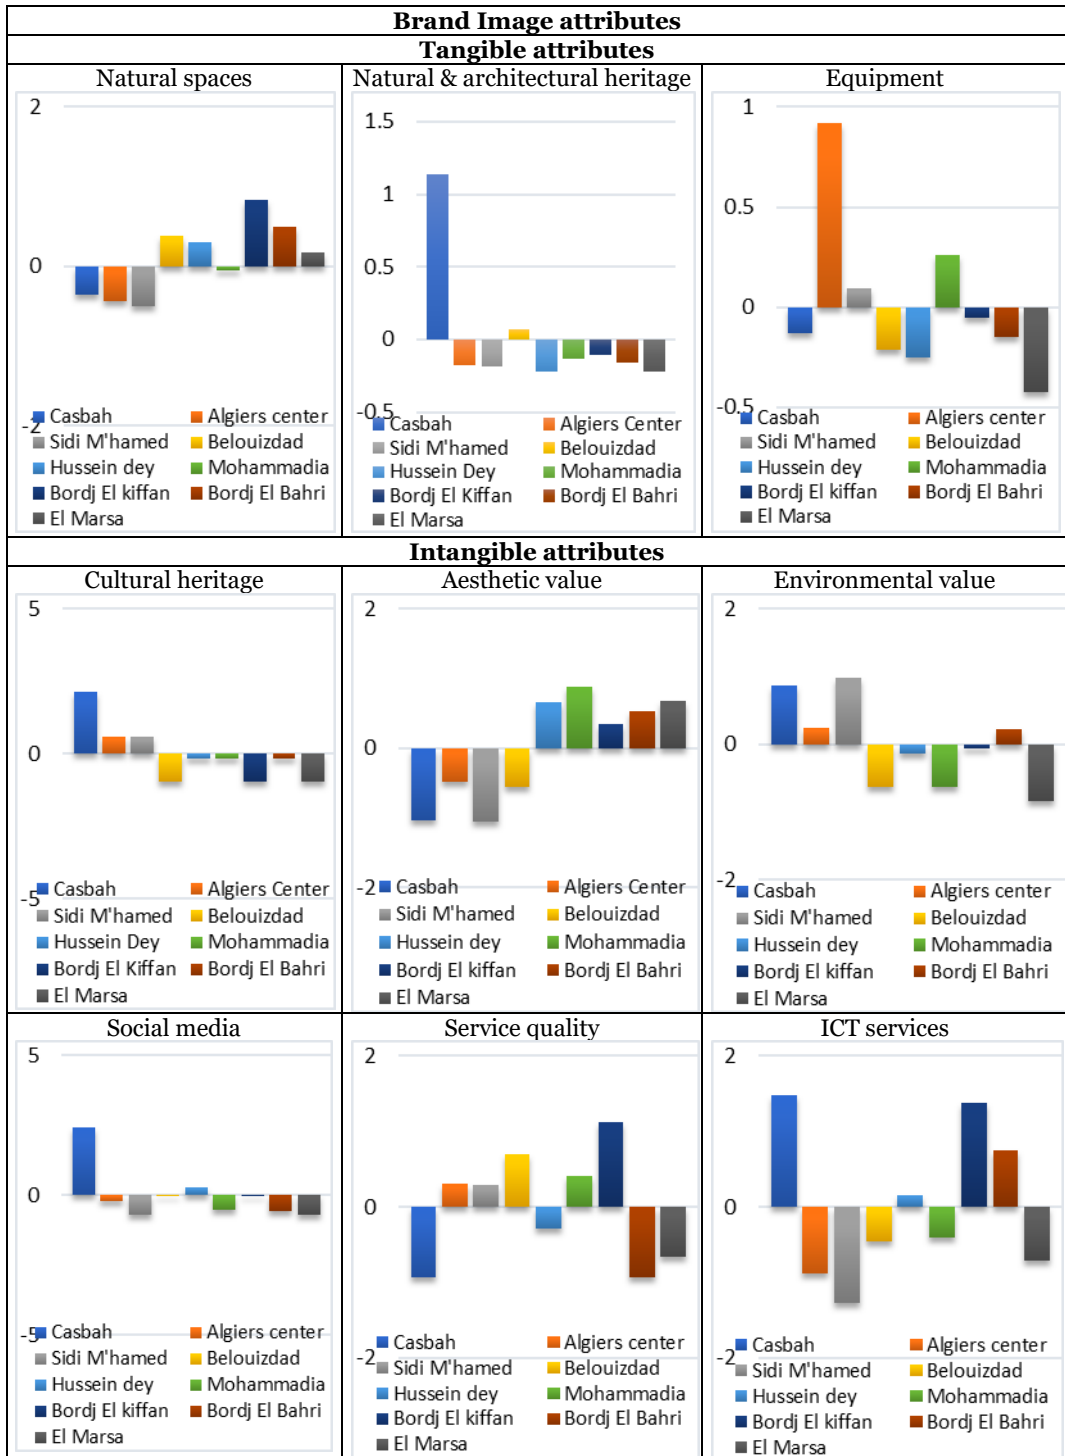 Brand Image attributes
Tangible attributes
Natural spaces
Natural & architectural heritage
Equipment
2
0
-2
Casbah Algiers center
Sidi M'hamed Belouizdad
Hussein dey Mohammadia
Bordj El kiffan Bordj El Bahri
El Marsa
1.5
1
0.5
0
-0.5
Casbah Algiers Center
Sidi M'hamed Belouizdad
Hussein Dey Mohammadia
Bordj El Kiffan Bordj El Bahri
El Marsa
1
0.5
0
-0.5
Casbah Algiers center
Sidi M'hamed Belouizdad
Hussein dey Mohammadia
Bordj El kiffan Bordj El Bahri
El Marsa
Intangible attributes
Cultural heritage
Aesthetic value
Environmental value
5
0
-5
Casbah Algiers Center
Sidi M'hamed Belouizdad
Hussein Dey Mohammadia
Bordj El Kiffan Bordj El Bahri
El Marsa
2
0
-2
Casbah Algiers Center
Sidi M'hamed Belouizdad
Hussein dey Mohammadia
Bordj El kiffan Bordj El Bahri
El Marsa
2
0
-2
Casbah Algiers center
Sidi M'hamed Belouizdad
Hussein dey Mohammadia
Bordj El kiffan Bordj El Bahri
El Marsa
Social media
Service quality
ICT services
5
0
-5
Casbah Algiers center
Sidi M'hamed Belouizdad
Hussein dey Mohammadia
Bordj El kiffan Bordj El Bahri
El Marsa
2
0
-2
Casbah Algiers center
Sidi M'hamed Belouizdad
Hussein dey Mohammadia
Bordj El kiffan Bordj El Bahri
El Marsa
2
0
-2
Casbah Algiers center
Sidi M'hamed Belouizdad
Hussein dey Mohammadia
Bordj El kiffan Bordj El Bahri
El Marsa